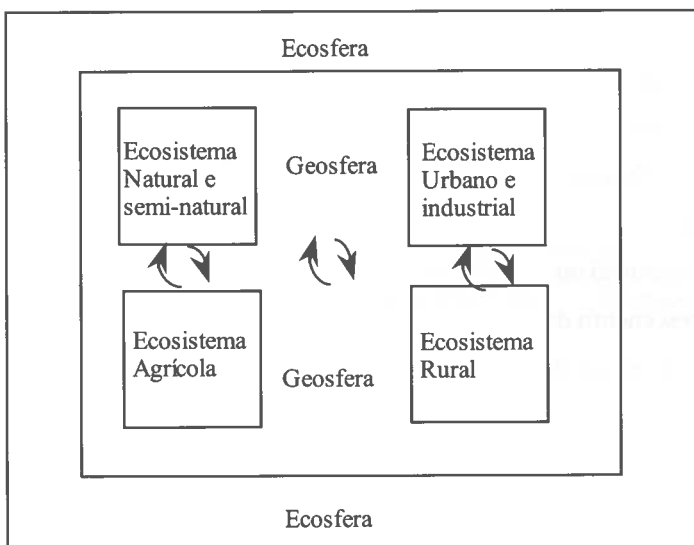 Ecosfera
Ecosistema
Natural e
semi-natural
Geosfera
Ecosistema
Urbano e
industrial
Ecosistema
Agrícola
Geosfera
Ecosistema
Rural
Ecosfera